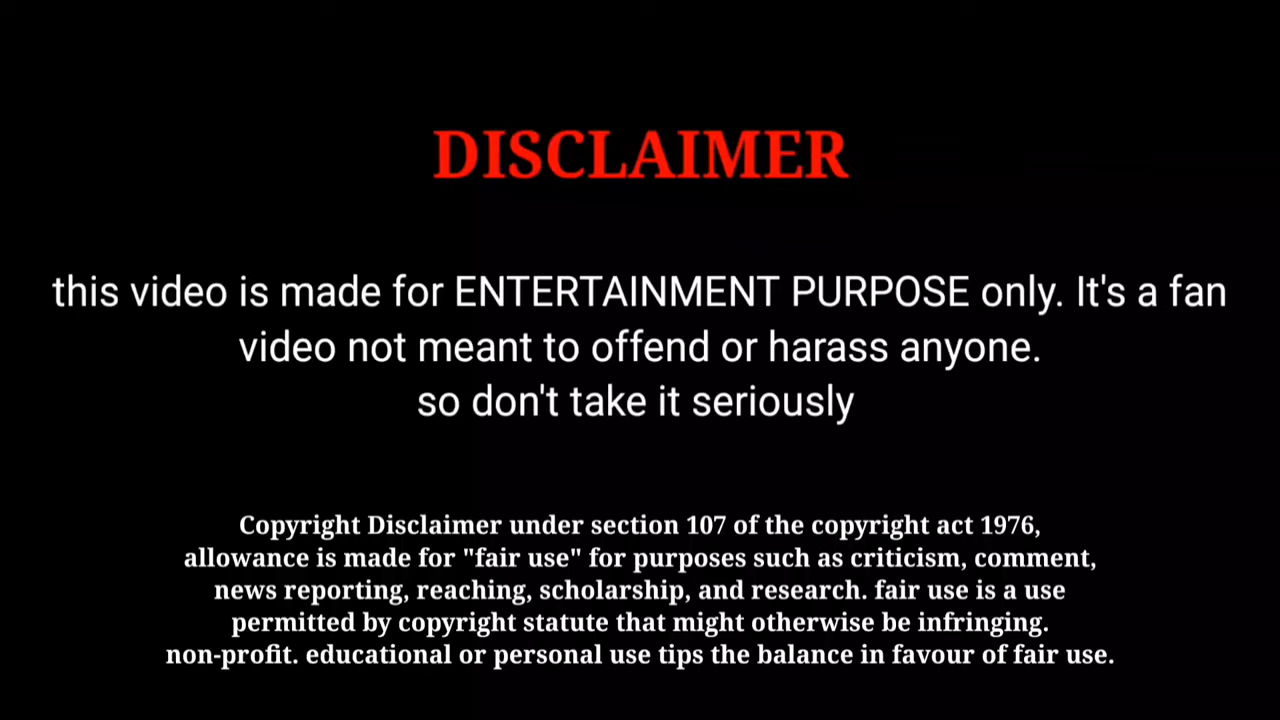 DISCLAIMER
this video is made for ENTERTAINMENT PURPOSE only. It's a fan
video not meant to offend or harass anyone.
so don't take it seriously
Copyright Disclaimer under section 107 of the copyright act 1976,
allowance is made for "fair use" for purposes such as criticism, comment,
news reporting, reaching, scholarship, and research. fair use is a use
permitted by copyright statute that might otherwise be infringing.
non-profit. educational or personal use tips the balance in favour of fair use.